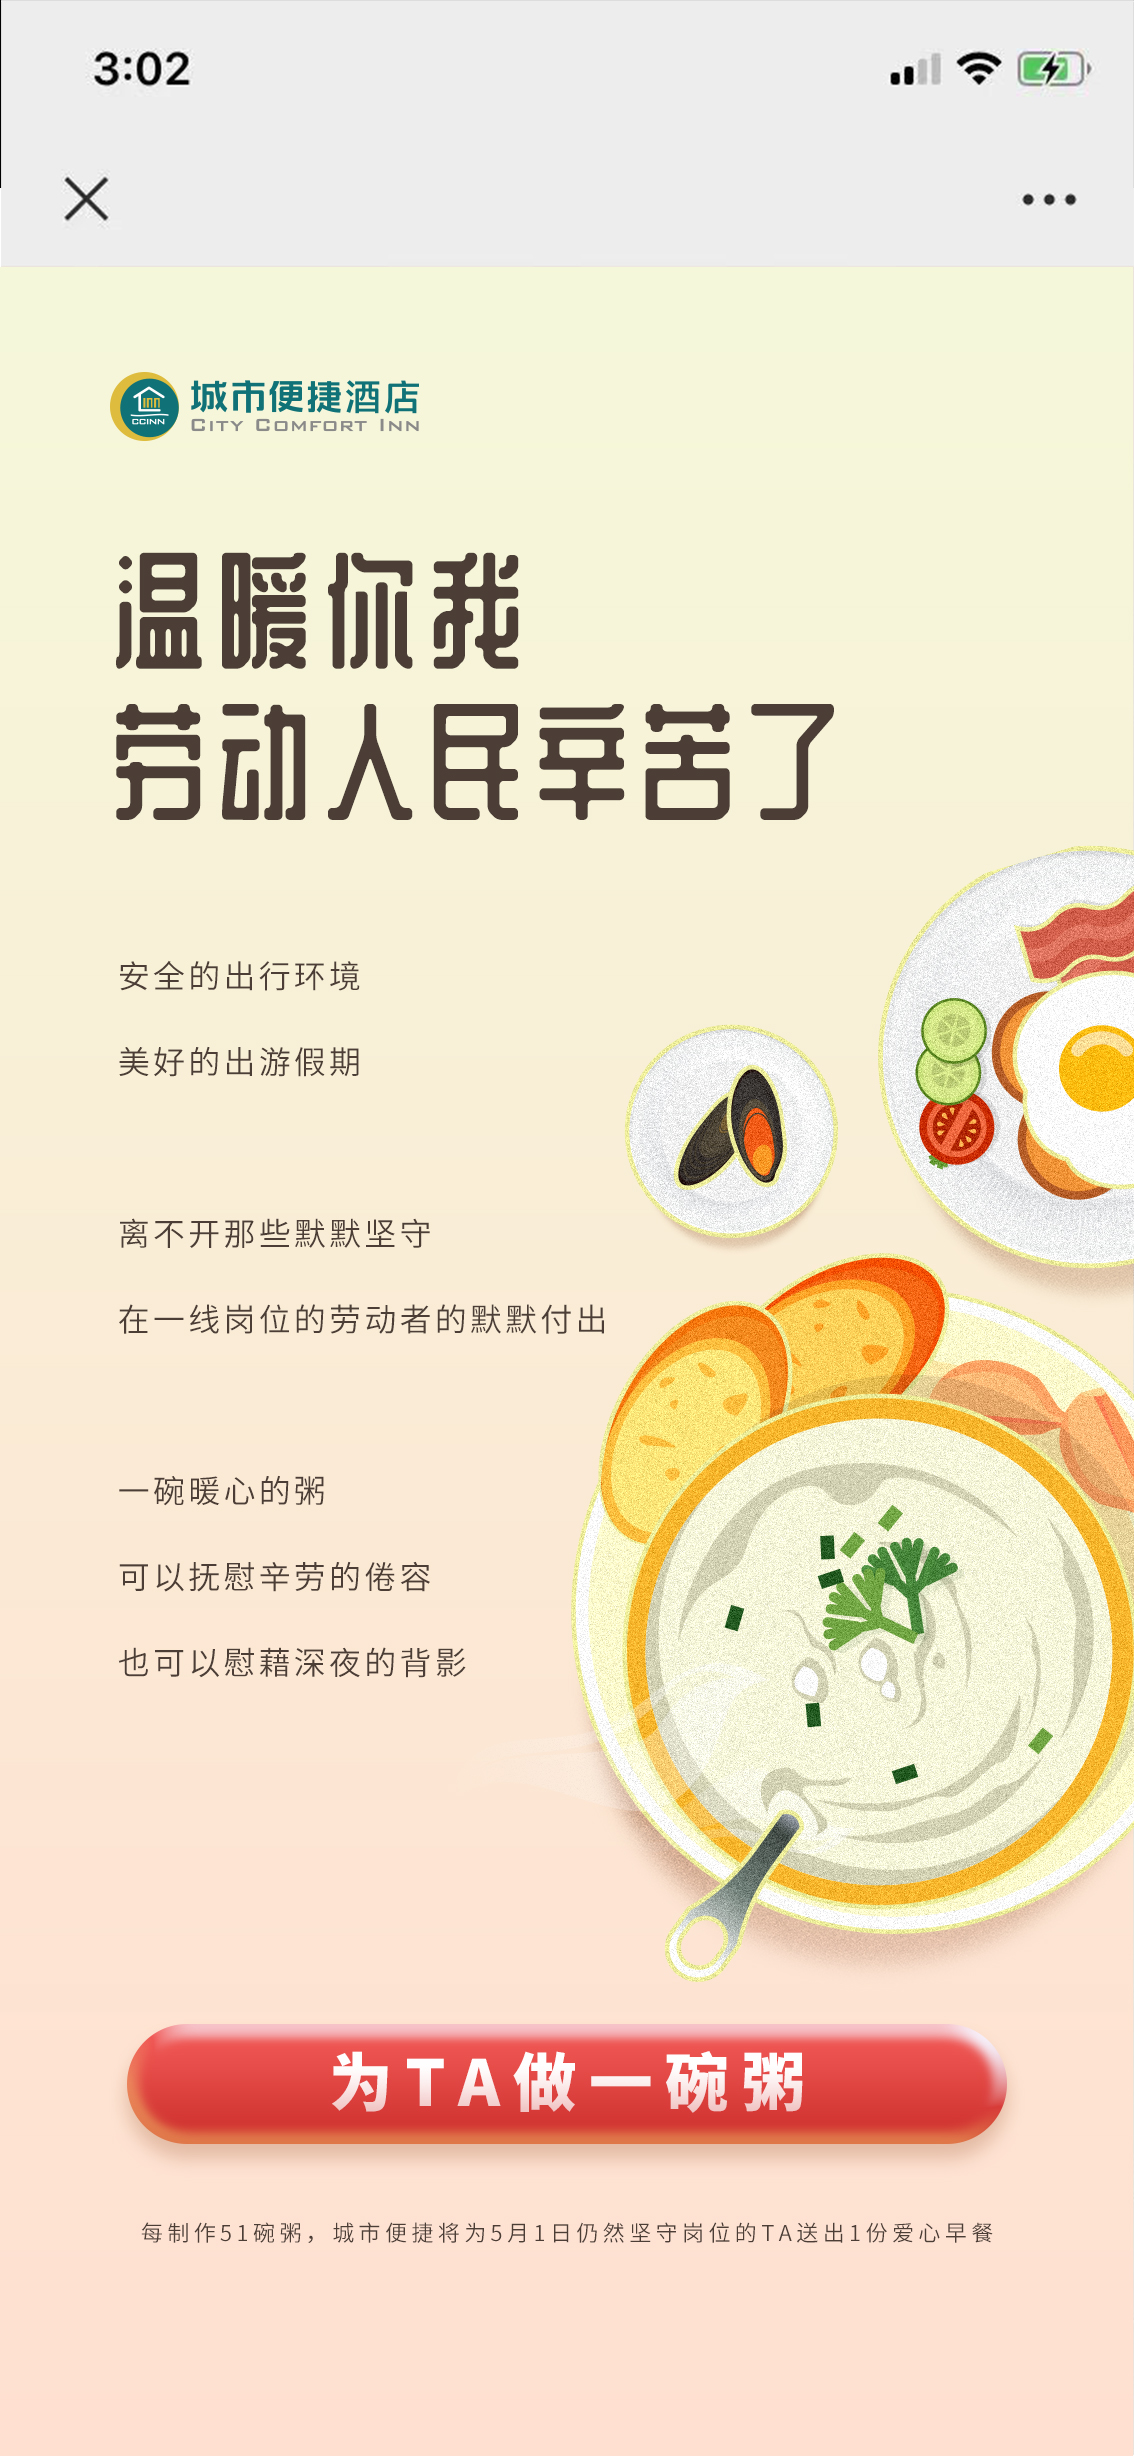 3:02
inn
CCINN
城市便捷酒店
CITY COMFORT INN
温暖你我
劳动人民辛苦了
安全的出行环境
美好的出游假期
离不开那些默默坚守
在一线岗位的劳动者的默默付出
一碗暖心的粥
可以抚慰辛劳的倦容
也可以慰藉深夜的背影
为TA做一碗粥
每制作51碗粥，城市便捷将为5月1日仍然坚守岗位的TA送出1份爱心早餐